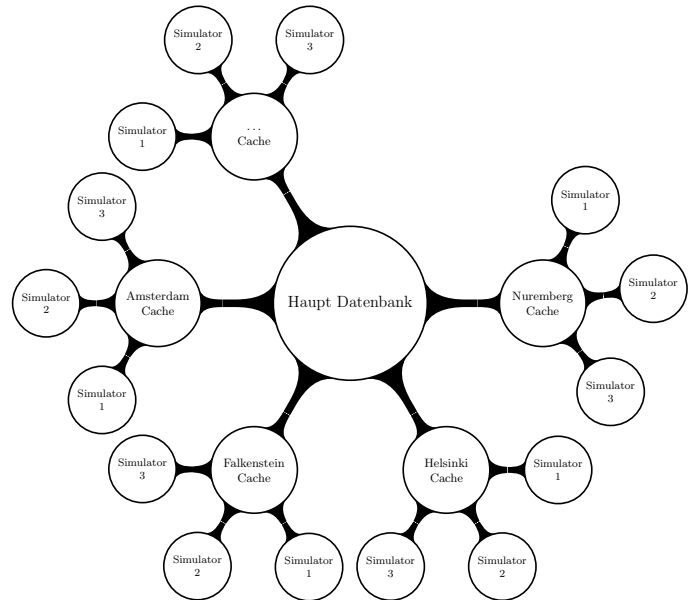 Simulator
2
Simulator
3
Simulator
1
. . .
Cache
Simulator
3
Simulator
1
Simulator
2
Amsterdam
Cache
Haupt Datenbank
Nuremberg
Cache
Simulator
2
Simulator
1
Simulator
3
Simulator
3
Falkenstein
Cache
Helsinki
Cache
Simulator
1
Simulator
2
Simulator
1
Simulator
3
Simulator
2